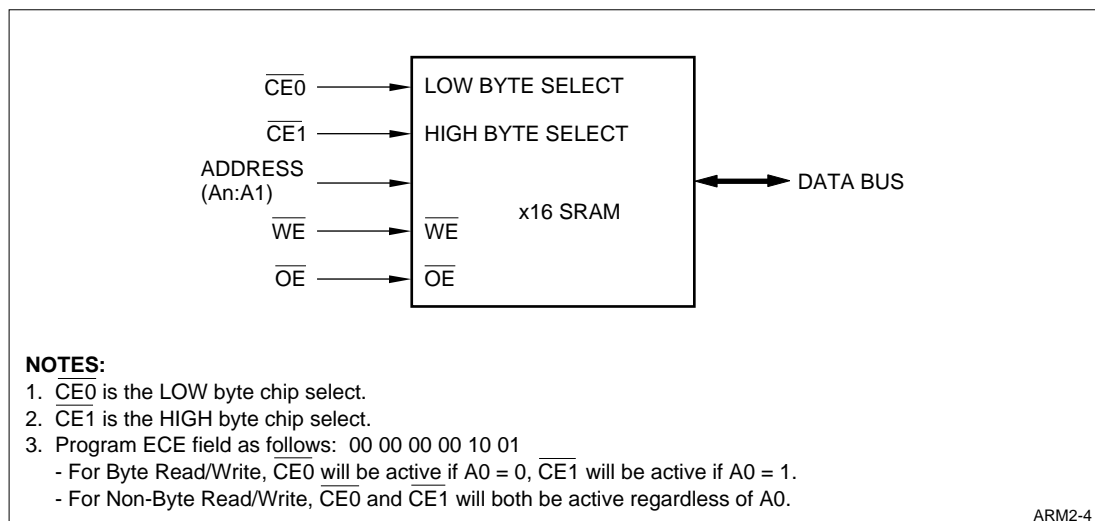 CE0 LOW BYTE SELECT
CE1 HIGH BYTE SELECT
ADDRESS
(An:A1)
DATA BUS
x16 SRAM
WE WE
OE OE
NOTES:
1. CE0 is the LOW byte chip select.
2. CE1 is the HIGH byte chip select.
3. Program ECE field as follows: 00 00 00 00 10 01
- For Byte Read/Write, CE0 will be active if A0 = 0, CE1 will be active if A0 = 1.
- For Non-Byte Read/Write, CE0 and CE1 will both be active regardless of A0.
ARM2-4